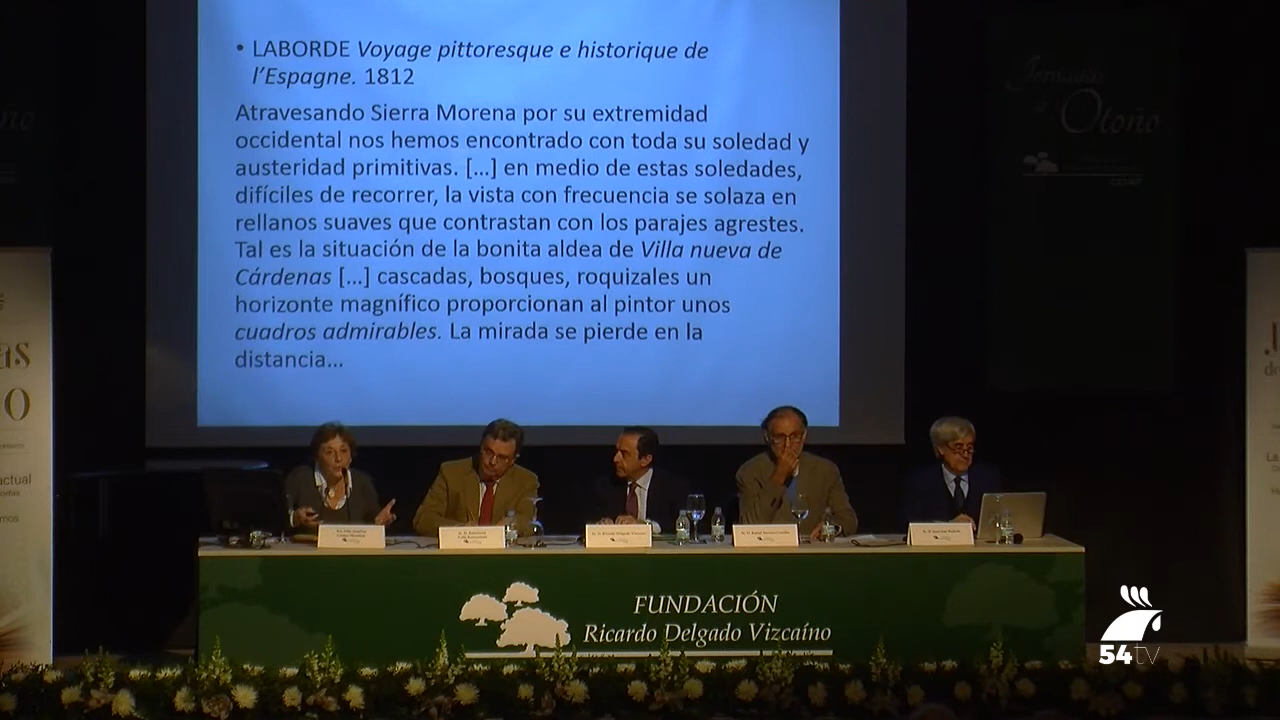 • LABORDE Voyage pittoresque e historique de
l'Espagne. 1812
Atravesando Sierra Morena por su extremidad
occidental nos hemos encontrado con toda su soledad y
austeridad primitivas. [...] en medio de estas soledades,
difíciles de recorrer, la vista con frecuencia se solaza en
rellanos suaves que contrastan con los parajes agrestes.
Tal es la situación de la bonita aldea de Villa nueva de
Cárdenas [...] cascadas, bosques, roquizales un
horizonte magnífico proporcionan al pintor unos
cuadros admirables. La mirada se pierde en la
distancia...
Jornadas
de Otoño
as
O
actual
FUNDACIÓN
Ricardo Delgado Vizcaíno
54tv